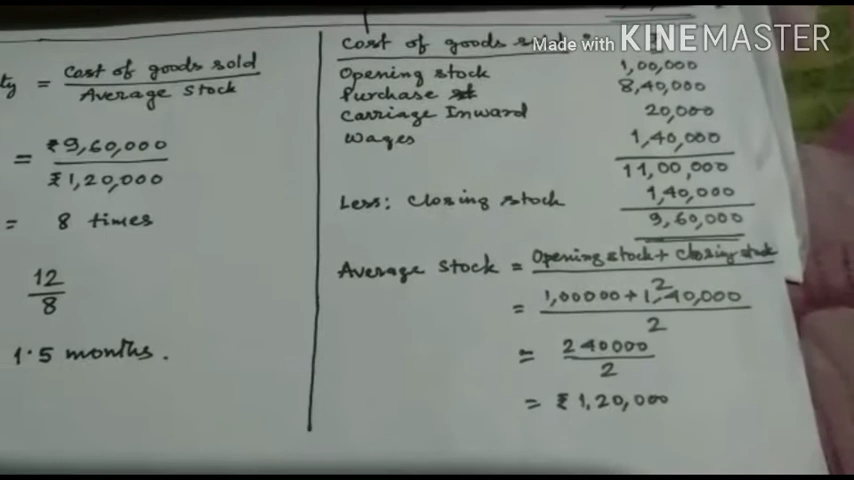 Made with KINEMASTER
ty = Cost of goods sold
Average Stock
= ₹9,60,000
₹1,20,000
= 8 times
12
8
1.5 months.
Cost of goods sold
Opening stock 1,00,000
Purchase 8,40,000
Carriage Inward 20,000
Wages 1,40,000
11,00,000
Less: Closing stock 1,40,000
9,60,000
Average Stock = Opening stock + Closing stock
2
= 1,00000 + 1,40,000
2
= 240000
2
= ₹1,20,000